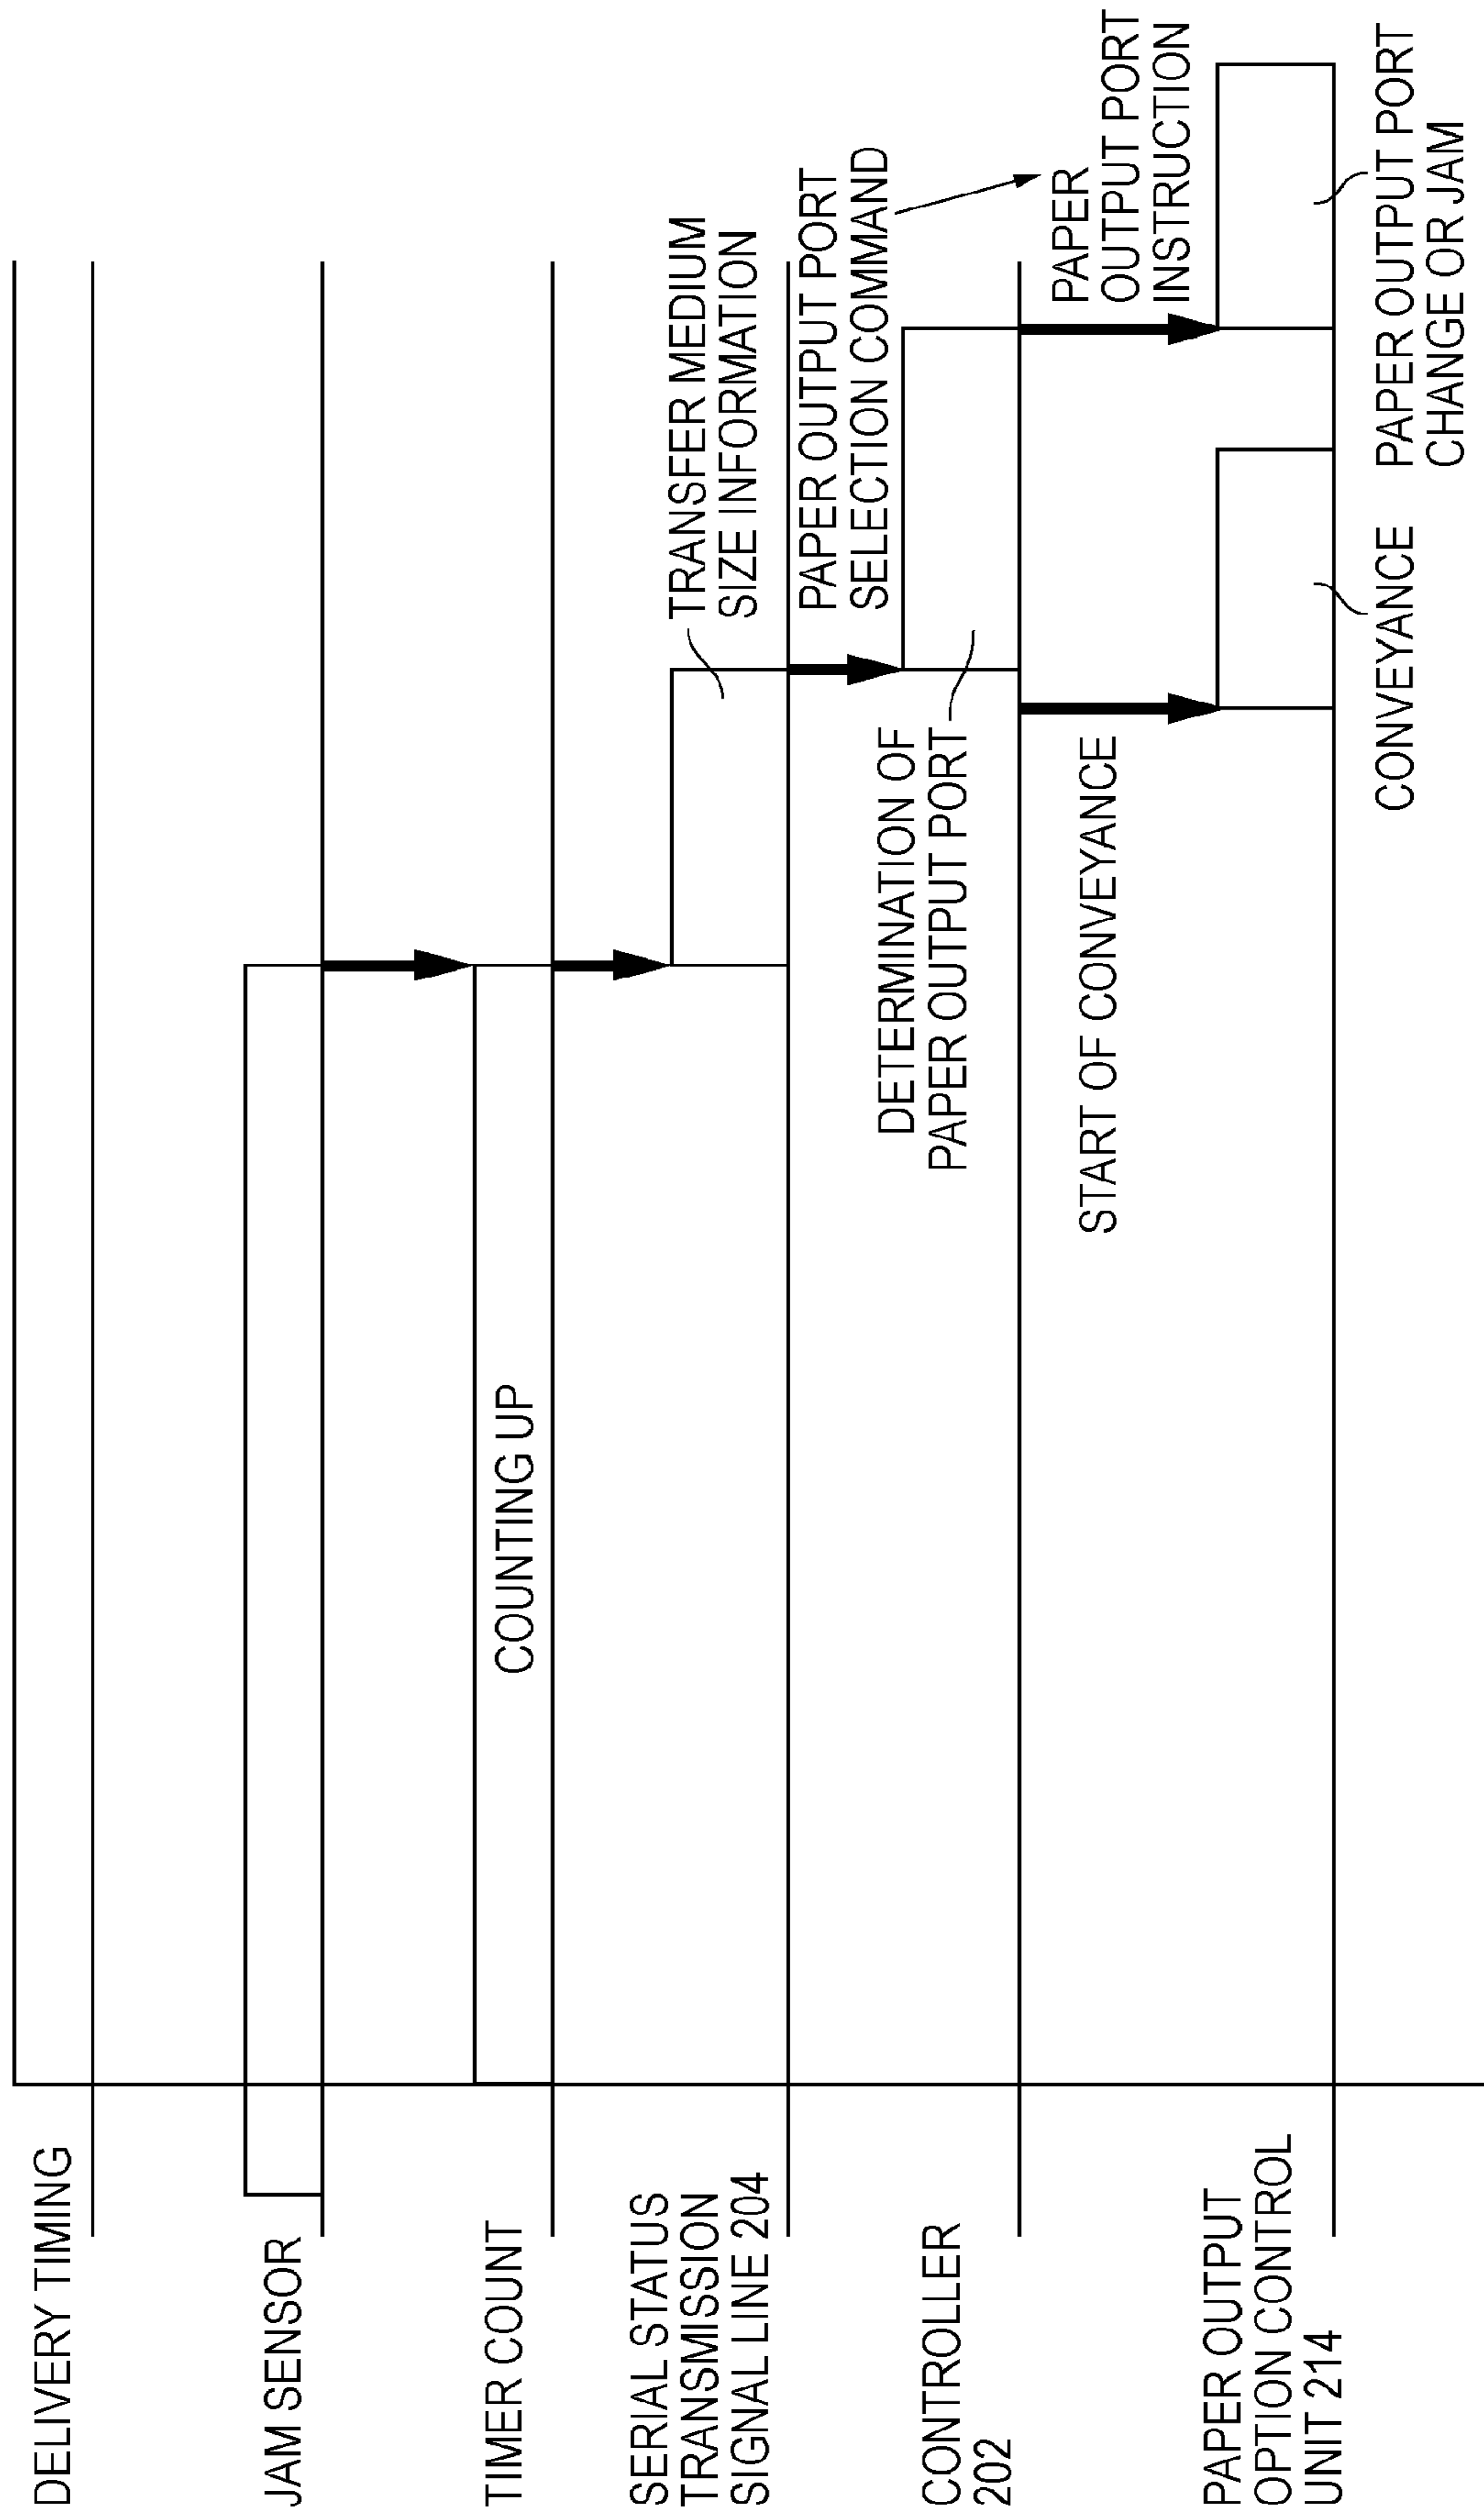 DELIVERY TIMING
JAM SENSOR
TIMER COUNT
COUNTING UP
SERIAL STATUS
TRANSMISSION
SIGNAL LINE 204
TRANSFER MEDIUM
SIZE INFORMATION
PAPER OUTPUT PORT
SELECTION COMMAND
CONTROLLER
202
DETERMINATION OF
PAPER OUTPUT PORT
START OF CONVEYANCE
PAPER
OUTPUT PORT
INSTRUCTION
PAPER OUTPUT
OPTION CONTROL
UNIT 214
CONVEYANCE
PAPER OUTPUT PORT
CHANGE OR JAM